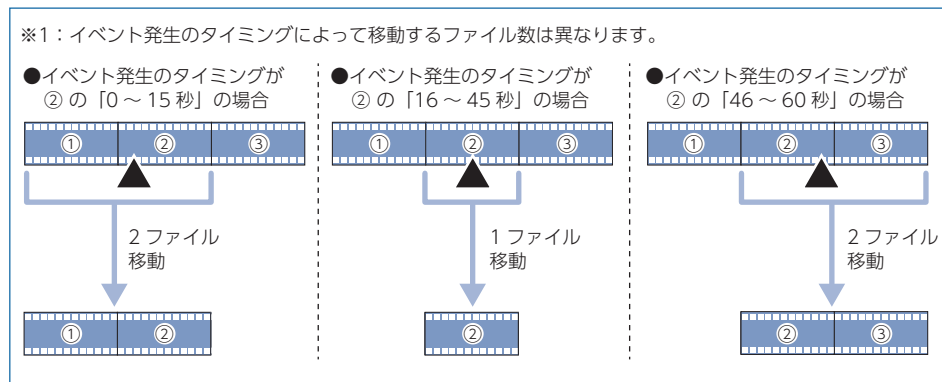 ※1：イベント発生のタイミングによって移動するファイル数は異なります。
●イベント発生のタイミングが
② の「0 ～ 15 秒」の場合
① ② ③
2 ファイル
移動
① ②
●イベント発生のタイミングが
② の「16 ～ 45 秒」の場合
① ② ③
1 ファイル
移動
②
●イベント発生のタイミングが
② の「46 ～ 60 秒」の場合
① ② ③
2 ファイル
移動
② ③